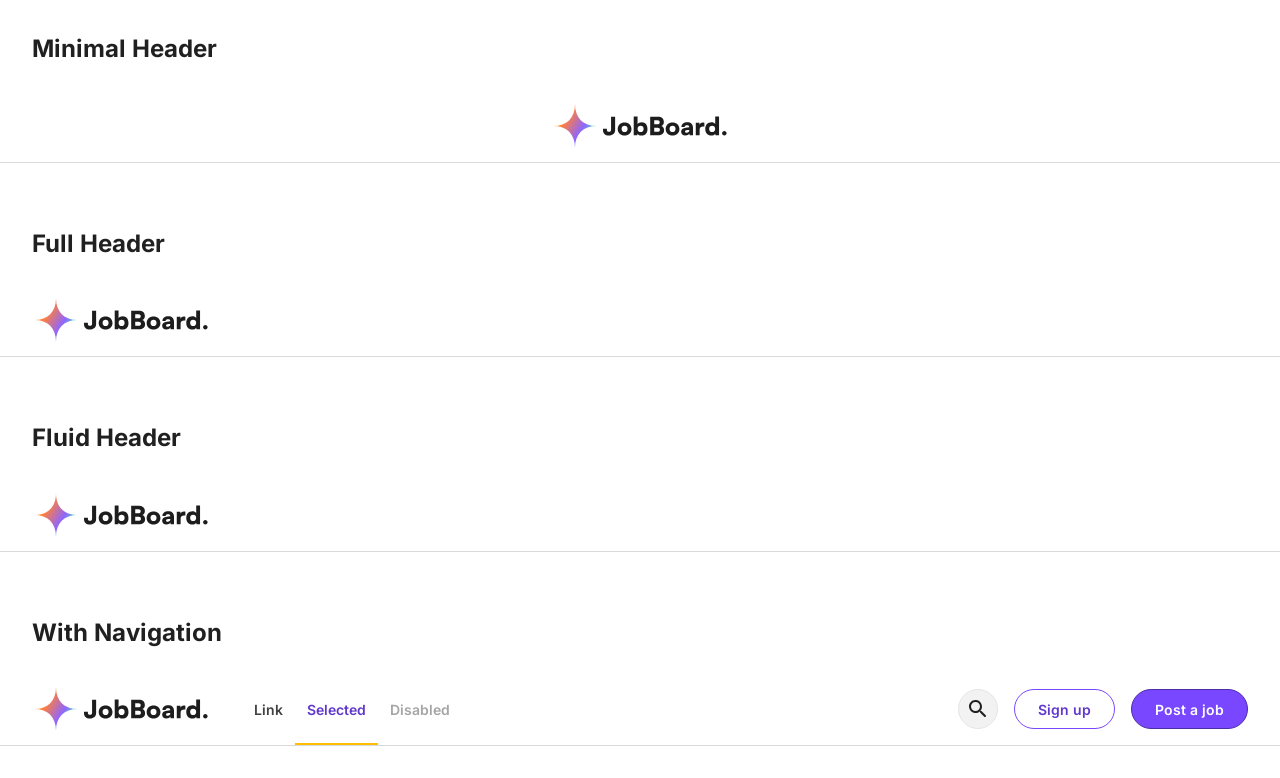 Minimal Header
JobBoard.
Full Header
JobBoard.
Fluid Header
JobBoard.
With Navigation
JobBoard. Link Selected Disabled Sign up Post a job